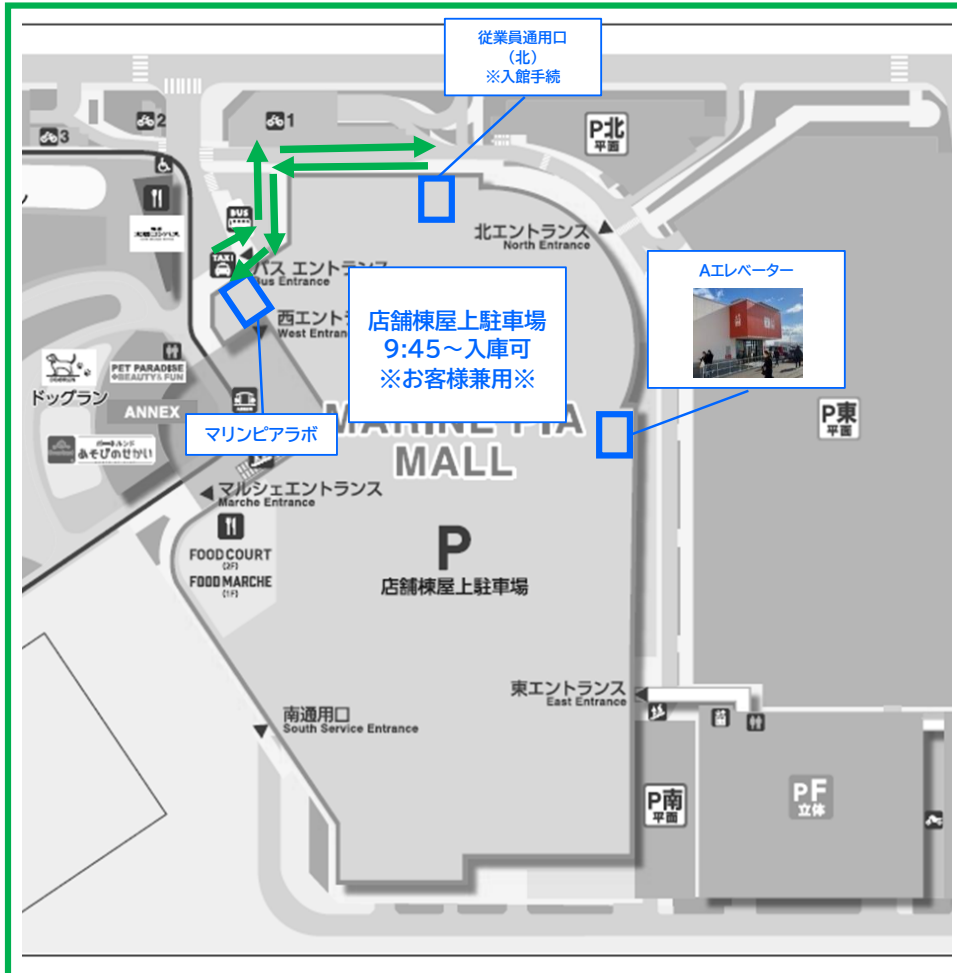 従業員通用口
(北)
※入館手続
3
2
1
P北
平面
BUS
TAXI
北エントランス
North Entrance
バス エントランス
Bus Entrance
西エント
West Entran
店舗棟屋上駐車場
9:45～入庫可
※お客様兼用※
Aエレベーター
PET PARADISE
+BEAUTY & FUN
ドッグラン
ANNEX
あそびのせかい
マリンピアラボ
P東
平面
MARINE PIA
MALL
マルシェエントランス
Marche Entrance
FOOD COURT
(2F)
FOOD MARCHE
(1F)
P
店舗棟屋上駐車場
東エントランス
East Entrance
南通用口
South Service Entrance
P南
平面
PF
立体